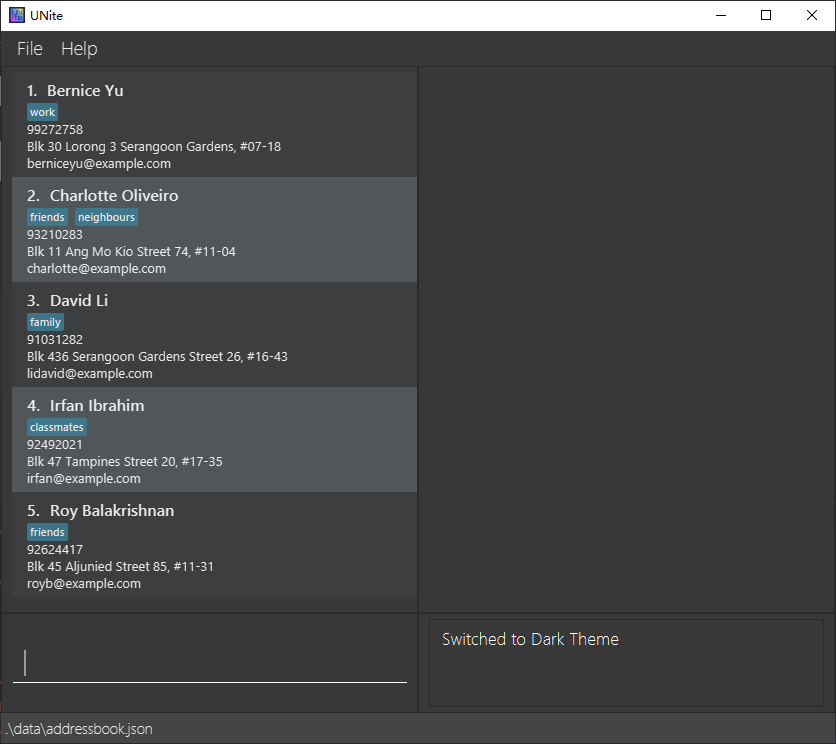 UNite
File Help
1. Bernice Yu
work
99272758
Blk 30 Lorong 3 Serangoon Gardens, #07-18
berniceyu@example.com
2. Charlotte Oliveiro
friends neighbours
93210283
Blk 11 Ang Mo Kio Street 74, #11-04
charlotte@example.com
3. David Li
family
91031282
Blk 436 Serangoon Gardens Street 26, #16-43
lidavid@example.com
4. Irfan Ibrahim
classmates
92492021
Blk 47 Tampines Street 20, #17-35
irfan@example.com
5. Roy Balakrishnan
friends
92624417
Blk 45 Aljunied Street 85, #11-31
royb@example.com
Switched to Dark Theme
.\data\addressbook.json